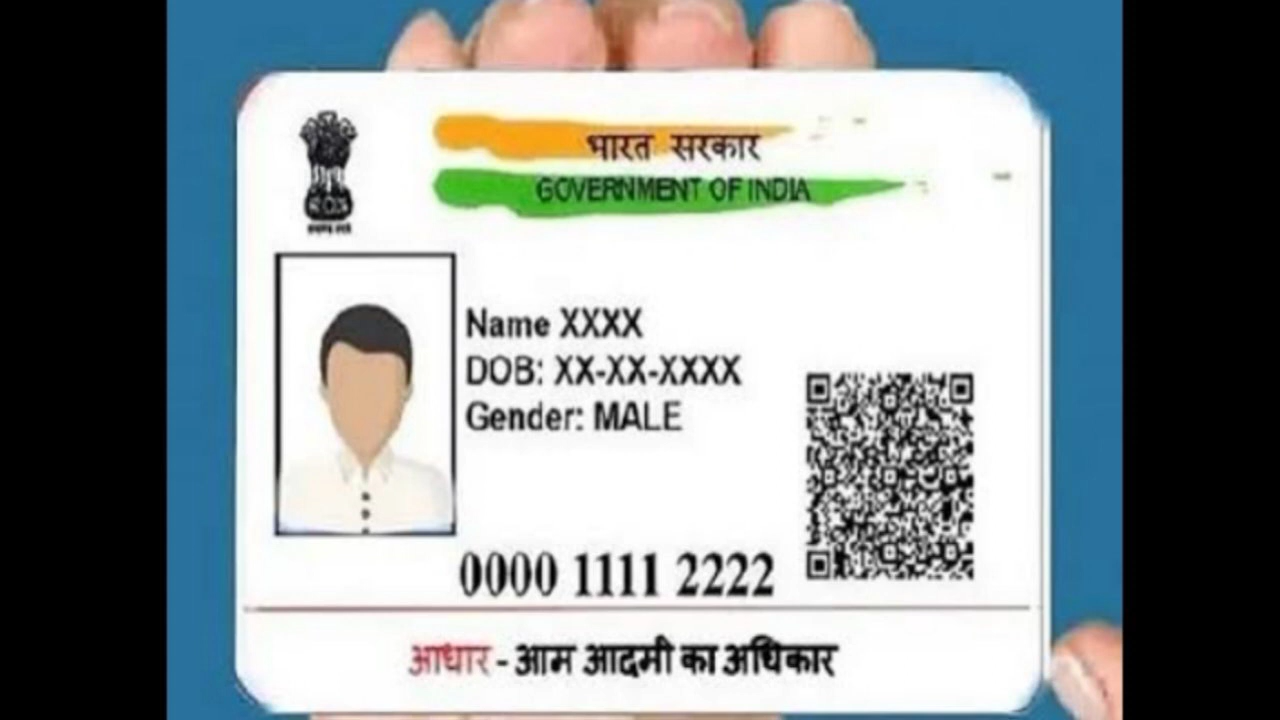 भारत सरकार
GOVERNMENT OF INDIA
Name XXXX
DOB: XX-XX-XXXX
Gender: MALE
0000 1111 2222
आधार - आम आदमी का अधिकार